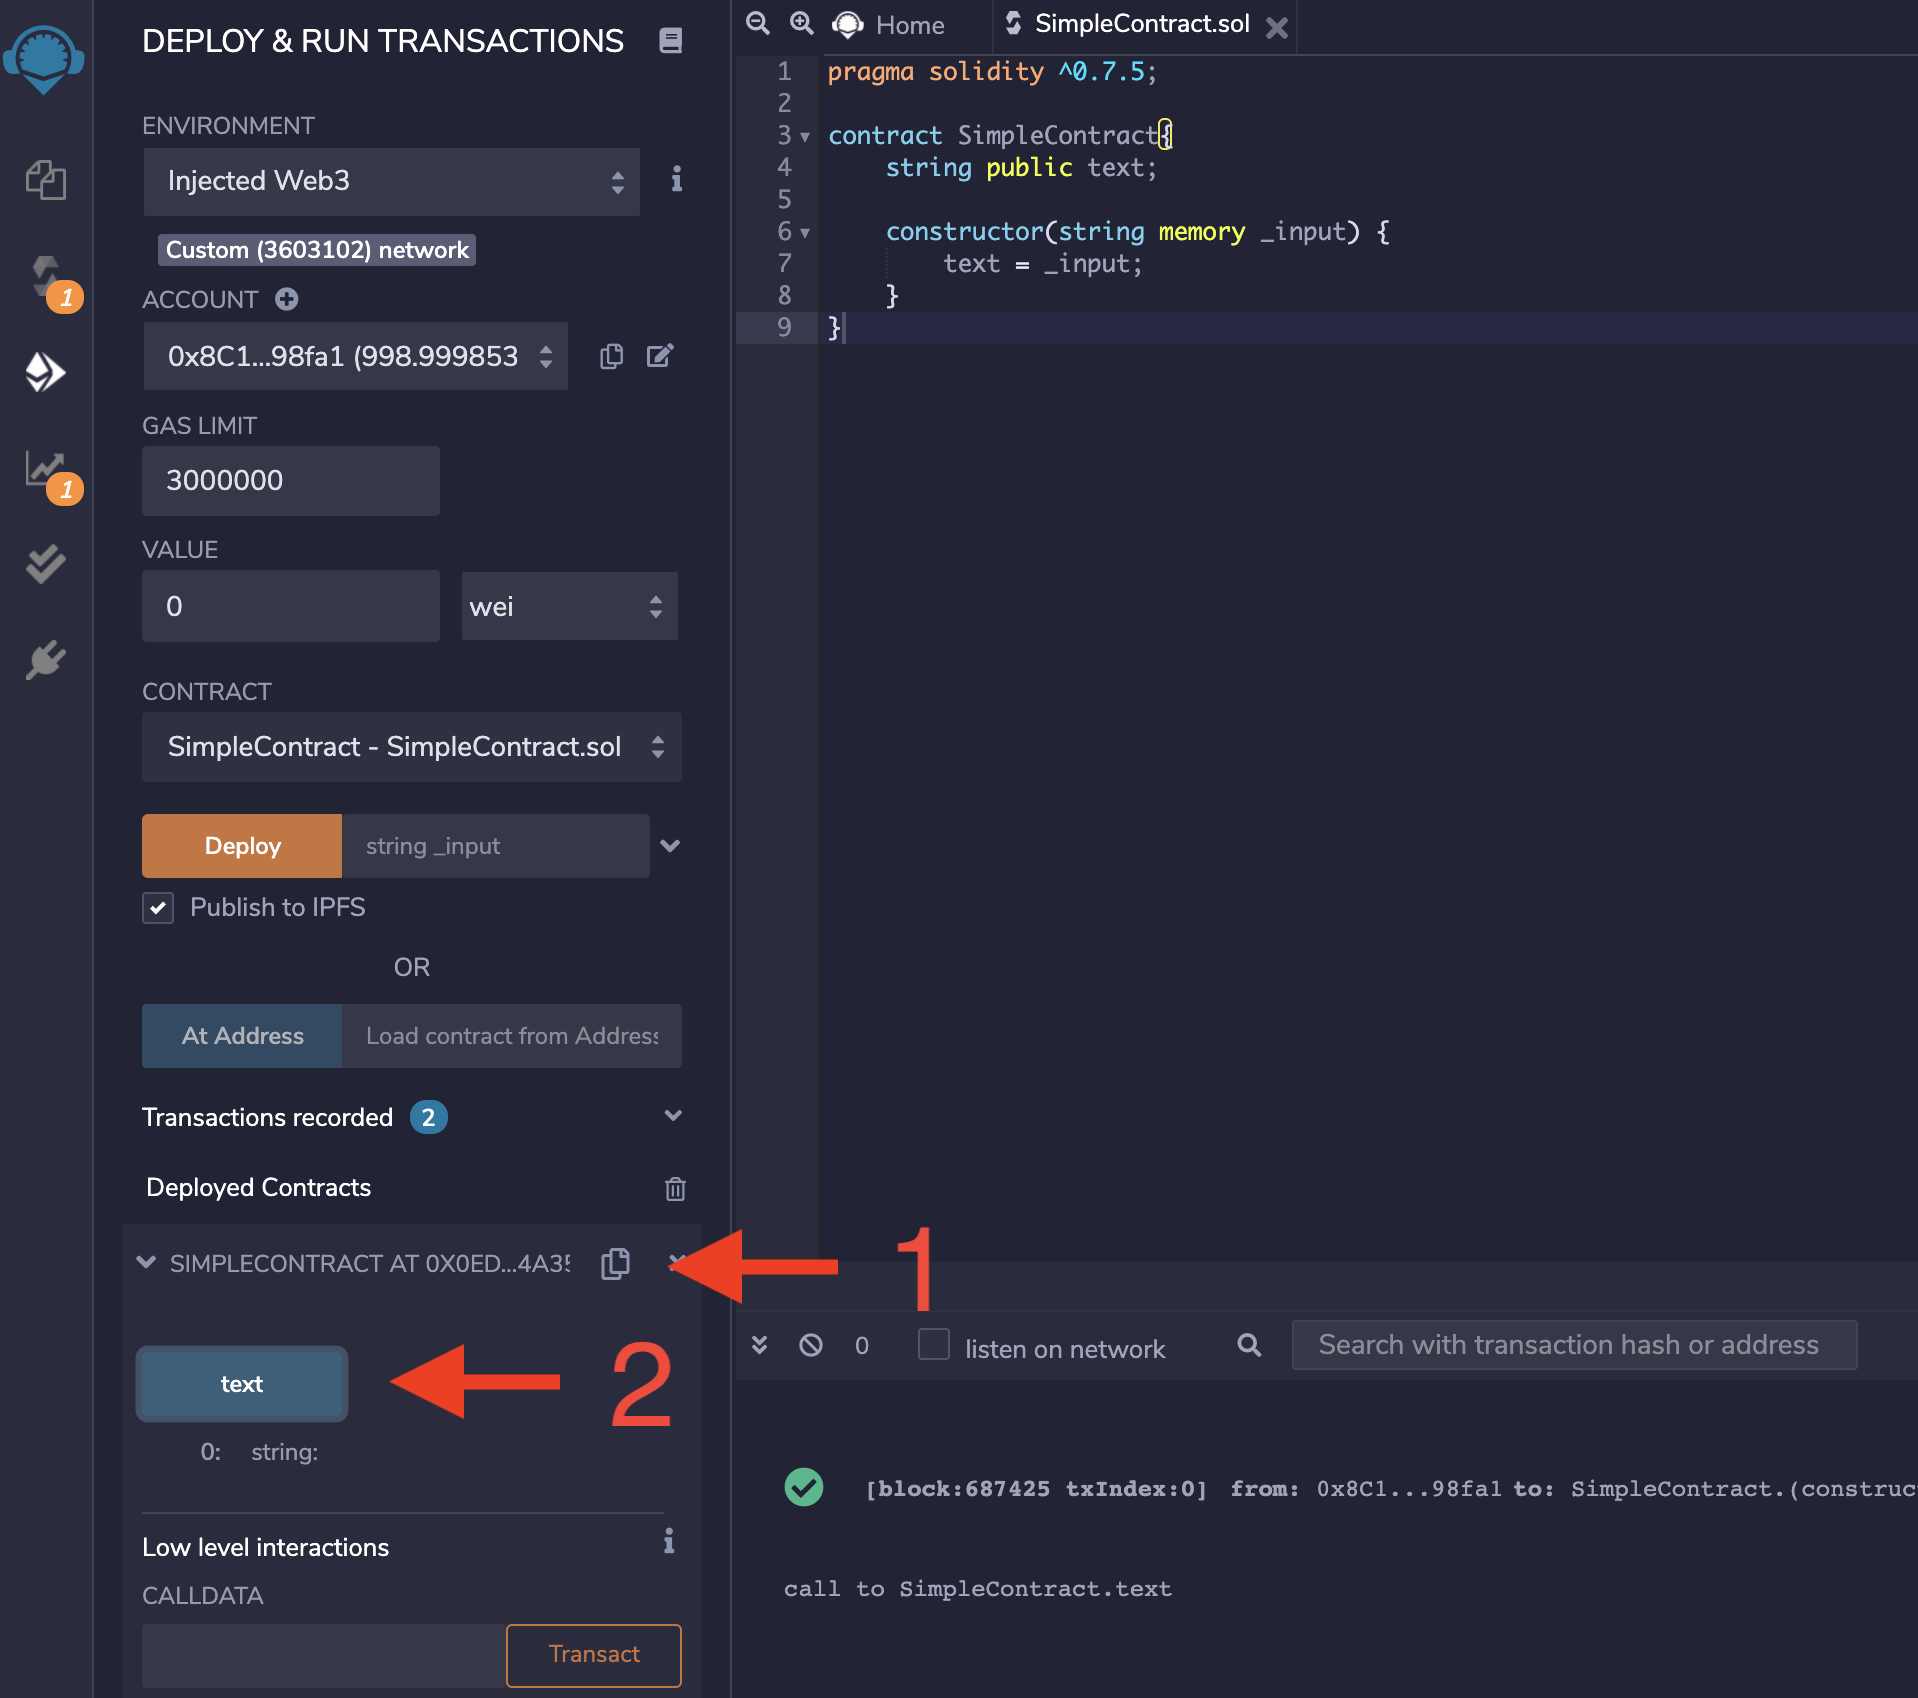 DEPLOY & RUN TRANSACTIONS
ENVIRONMENT
Injected Web3
Custom (3603102) network
ACCOUNT
0x8C1...98fa1 (998.999853
GAS LIMIT
3000000
VALUE
0
wei
CONTRACT
SimpleContract - SimpleContract.sol
Deploy
string _input
Publish to IPFS
OR
At Address
Load contract from Address
Transactions recorded 2
Deployed Contracts
SIMPLECONTRACT AT 0X0ED...4A35
1
text
2
0: string:
Low level interactions
CALLDATA
Transact
1
1
Home
SimpleContract.sol
1 pragma solidity ^0.7.5;
2
3 contract SimpleContract{
4 string public text;
5
6 constructor(string memory _input) {
7 text = _input;
8 }
9 }
0
listen on network
Search with transaction hash or address
[block:687425 txIndex:0] from: 0x8C1...98fa1 to: SimpleContract.(construc
call to SimpleContract.text